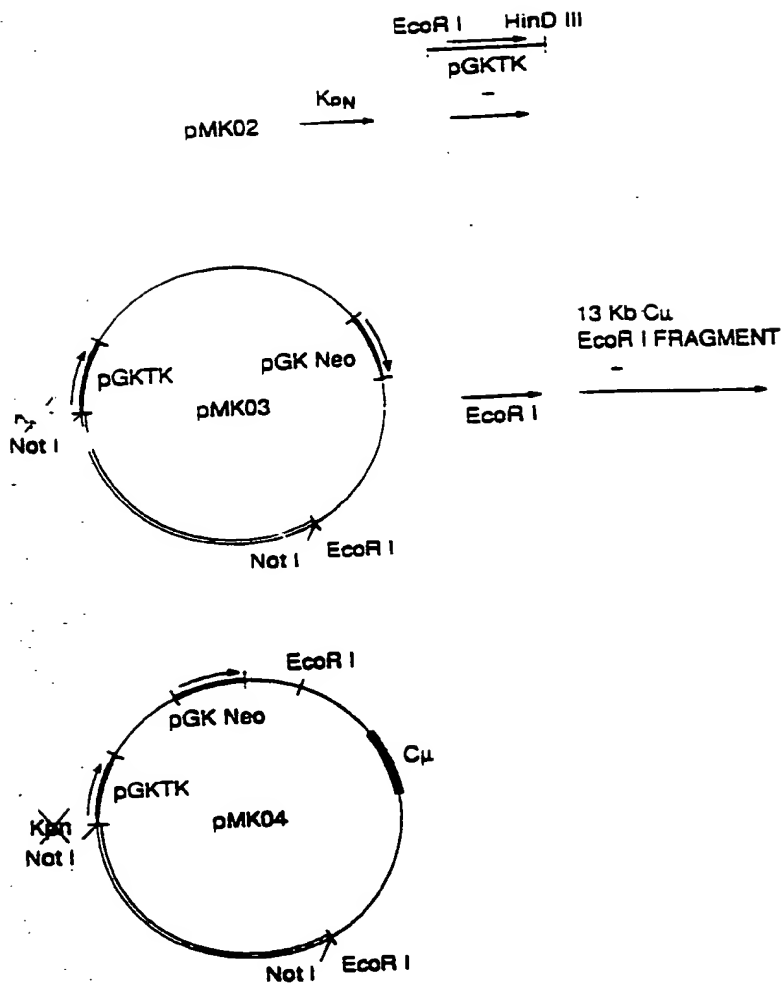 EcoR I HinD III
pGKTK
pMK02
Kpn
pGKTK
pGK Neo
pMK03
Not I
Not I EcoR I
EcoR I
13 Kb Cμ
EcoR I FRAGMENT
EcoR I
pGK Neo
Cμ
pGKTK
pMK04
Kpn
Not I
Not I EcoR I